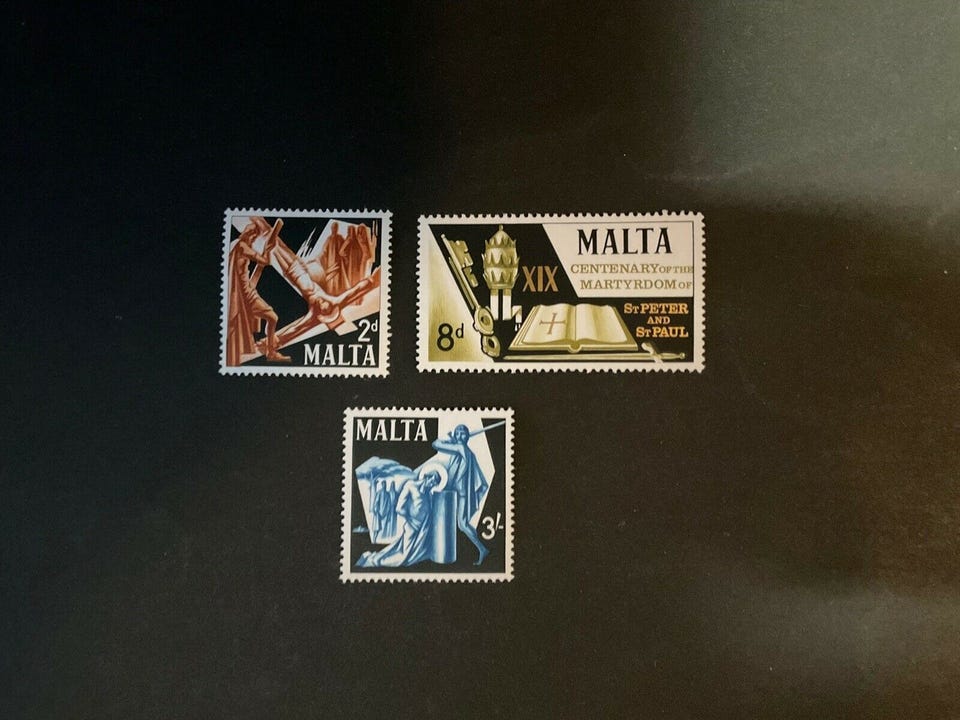 2d
MALTA
MALTA
XIX
CENTENARY OF THE
MARTYRDOM OF
ST PETER
AND
ST PAUL
8d
MALTA
3/-